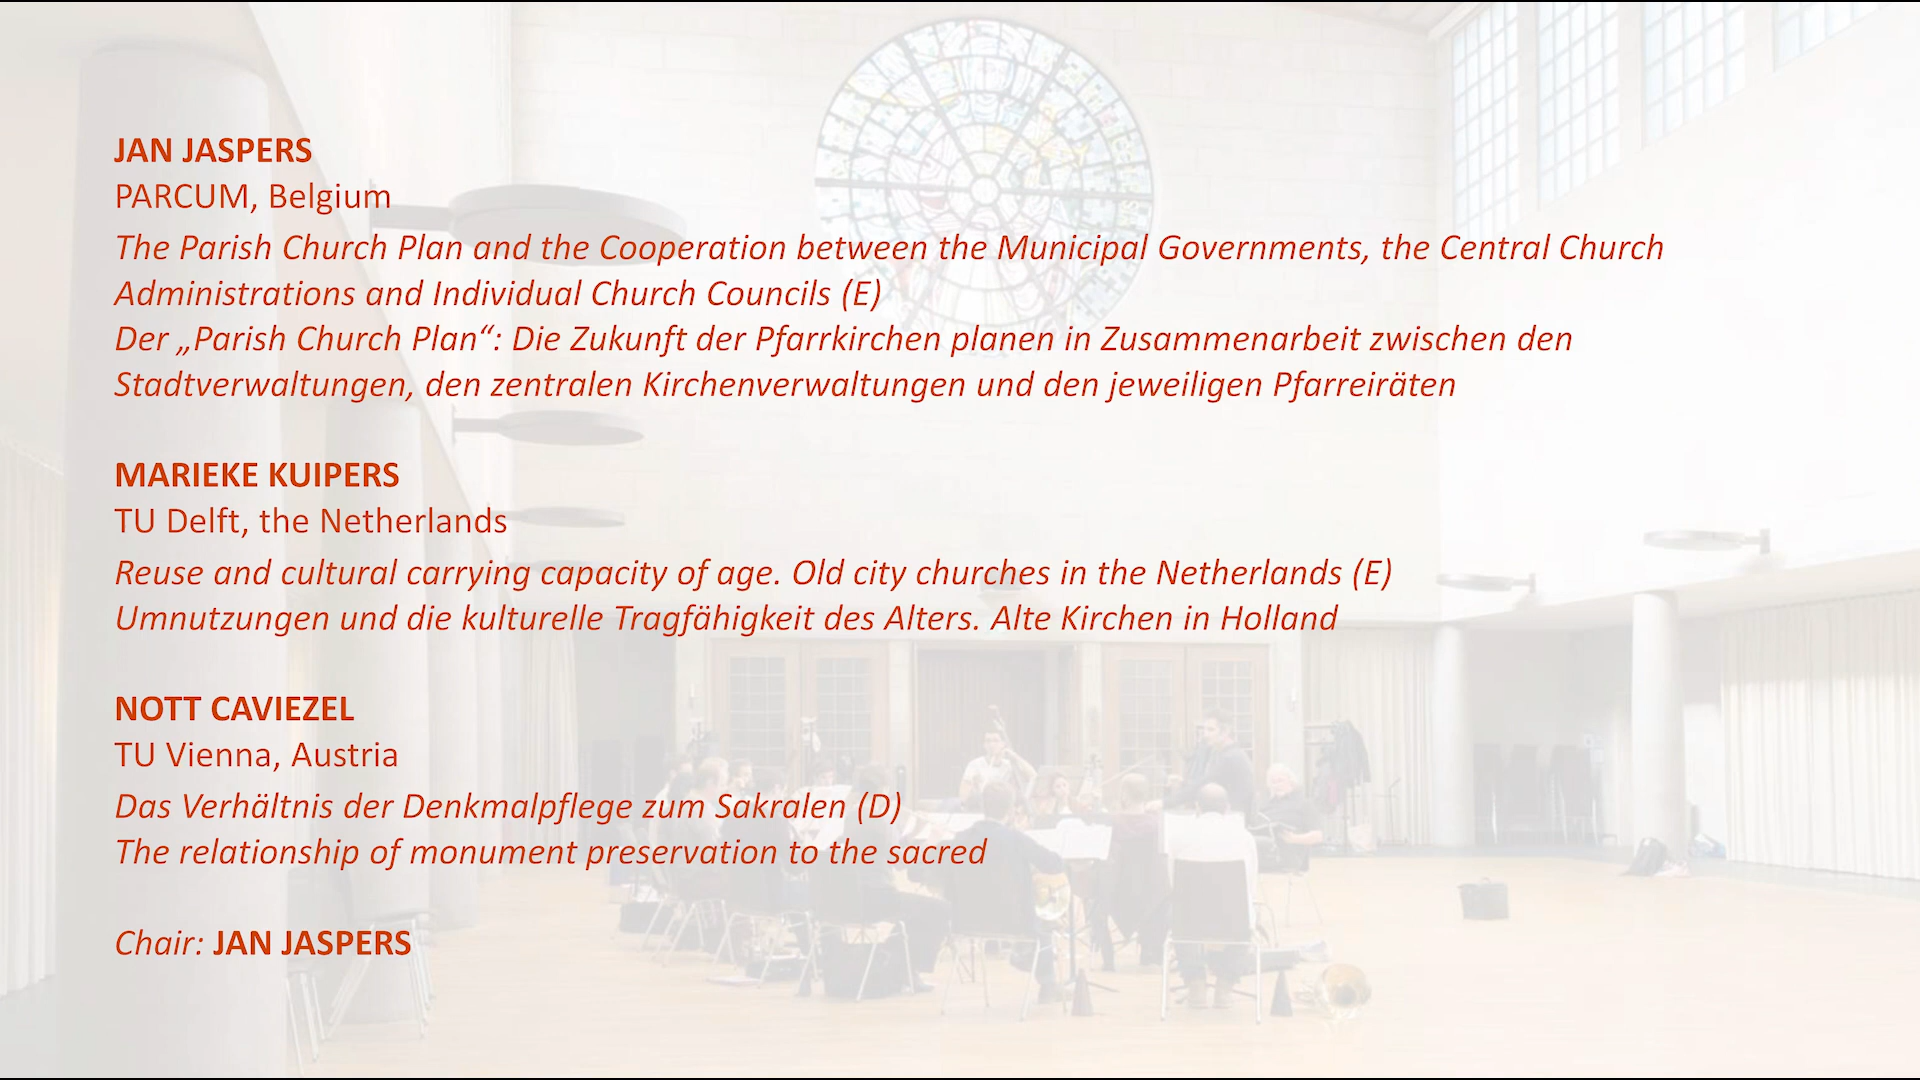 JAN JASPERS
PARCUM, Belgium
The Parish Church Plan and the Cooperation between the Municipal Governments, the Central Church
Administrations and Individual Church Councils (E)
Der „Parish Church Plan“: Die Zukunft der Pfarrkirchen planen in Zusammenarbeit zwischen den
Stadtverwaltungen, den zentralen Kirchenverwaltungen und den jeweiligen Pfarreiräten
MARIEKE KUIPERS
TU Delft, the Netherlands
Reuse and cultural carrying capacity of age. Old city churches in the Netherlands (E)
Umnutzungen und die kulturelle Tragfähigkeit des Alters. Alte Kirchen in Holland
NOTT CAVIEZEL
TU Vienna, Austria
Das Verhältnis der Denkmalpflege zum Sakralen (D)
The relationship of monument preservation to the sacred
Chair: JAN JASPERS